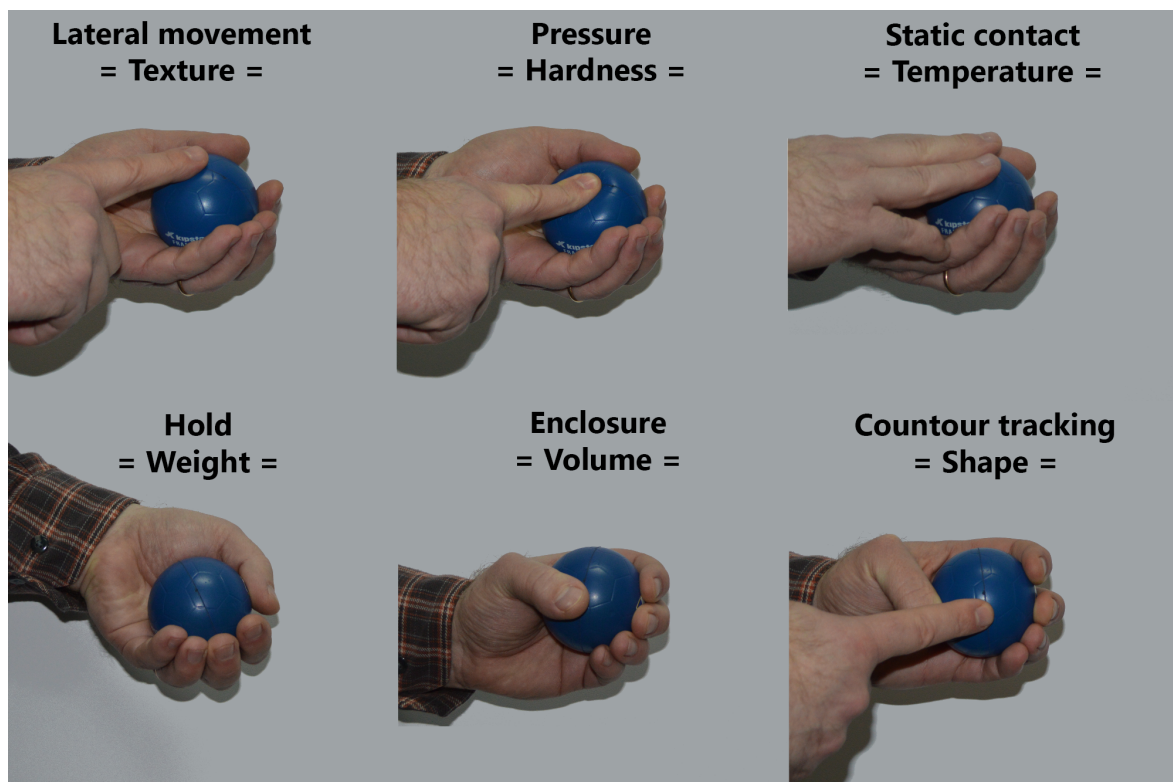 Lateral movement
= Texture =
Pressure
= Hardness =
Static contact
= Temperature =
Hold
= Weight =
Enclosure
= Volume =
Countour tracking
= Shape =